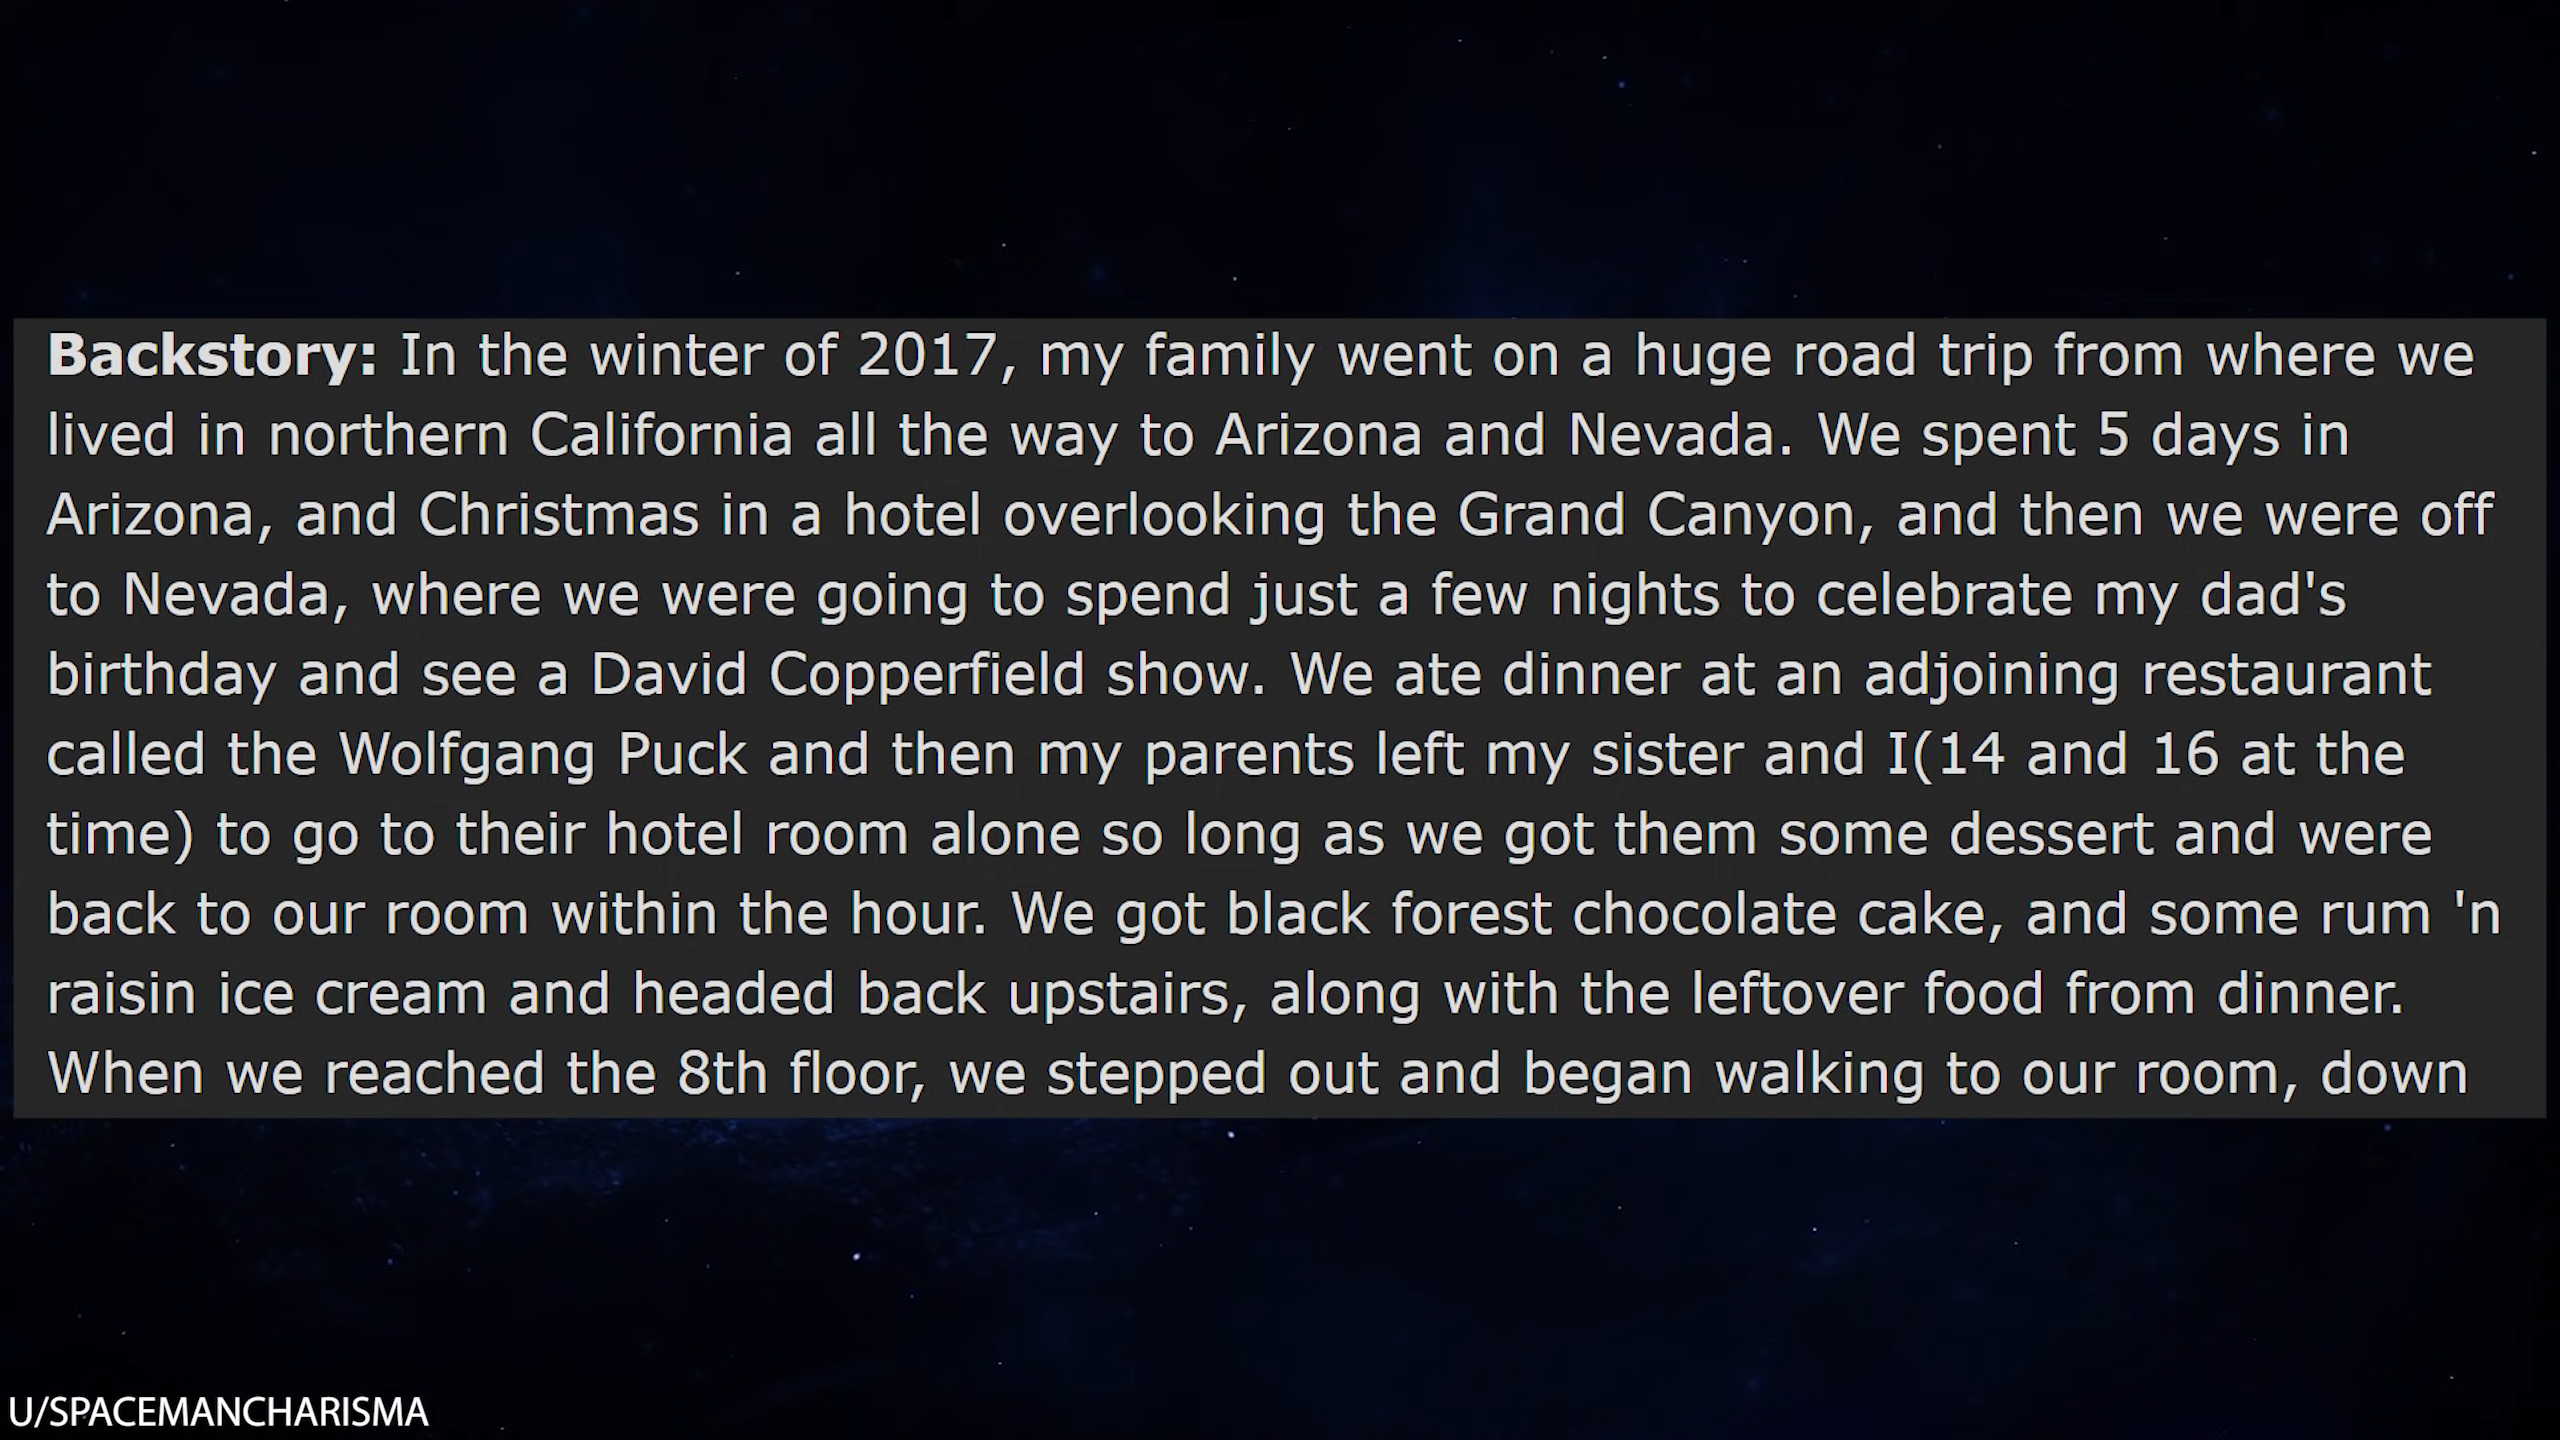 Backstory: In the winter of 2017, my family went on a huge road trip from where we
lived in northern California all the way to Arizona and Nevada. We spent 5 days in
Arizona, and Christmas in a hotel overlooking the Grand Canyon, and then we were off
to Nevada, where we were going to spend just a few nights to celebrate my dad's
birthday and see a David Copperfield show. We ate dinner at an adjoining restaurant
called the Wolfgang Puck and then my parents left my sister and I(14 and 16 at the
time) to go to their hotel room alone so long as we got them some dessert and were
back to our room within the hour. We got black forest chocolate cake, and some rum 'n
raisin ice cream and headed back upstairs, along with the leftover food from dinner.
When we reached the 8th floor, we stepped out and began walking to our room, down
U/SPACEMANCHARISMA